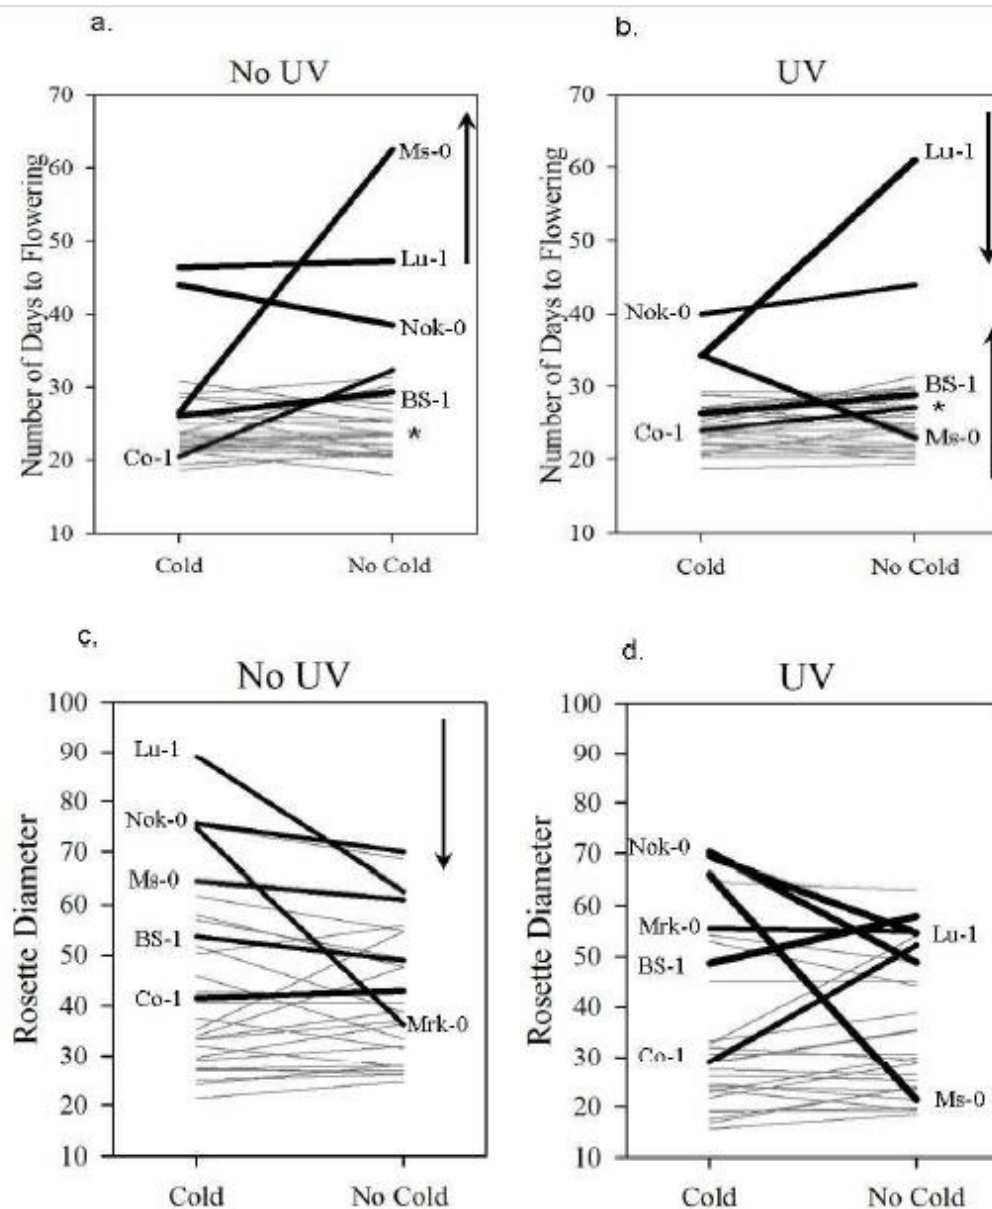 a.
No UV
Number of Days to Flowering
70
60
50
40
30
20
10
Ms-0
Lu-1
Nok-0
BS-1
*
Co-1
Cold
No Cold
b.
UV
Number of Days to Flowering
70
60
50
40
30
20
10
Lu-1
Nok-0
BS-1
*
Co-1
Ms-0
Cold
No Cold
c.
No UV
Rosette Diameter
100
90
80
70
60
50
40
30
20
10
Lu-1
Nok-0
Ms-0
BS-1
Co-1
Mrk-0
Cold
No Cold
d.
UV
Rosette Diameter
100
90
80
70
60
50
40
30
20
10
Nok-0
Mrk-0
BS-1
Lu-1
Co-1
Ms-0
Cold
No Cold